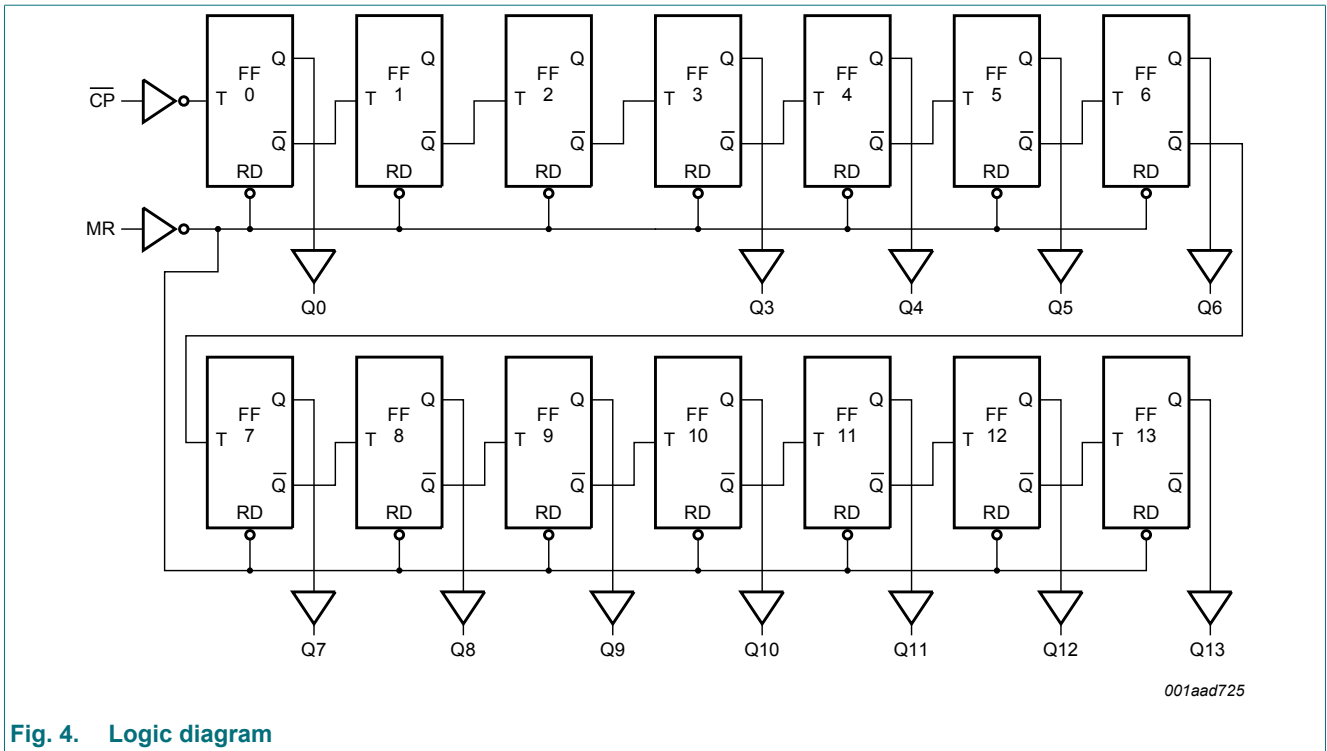 Q Q Q Q Q Q Q
FF FF FF FF FF FF FF
C̅P̅ T 0 T 1 T 2 T 3 T 4 T 5 T 6
Q̅ Q̅ Q̅ Q̅ Q̅ Q̅ Q̅
RD RD RD RD RD RD RD
MR
Q0 Q3 Q4 Q5 Q6
Q Q Q Q Q Q Q
FF FF FF FF FF FF FF
T 7 T 8 T 9 T 10 T 11 T 12 T 13
Q̅ Q̅ Q̅ Q̅ Q̅ Q̅
RD RD RD RD RD RD RD
Q7 Q8 Q9 Q10 Q11 Q12 Q13
001aad725
Fig. 4. Logic diagram